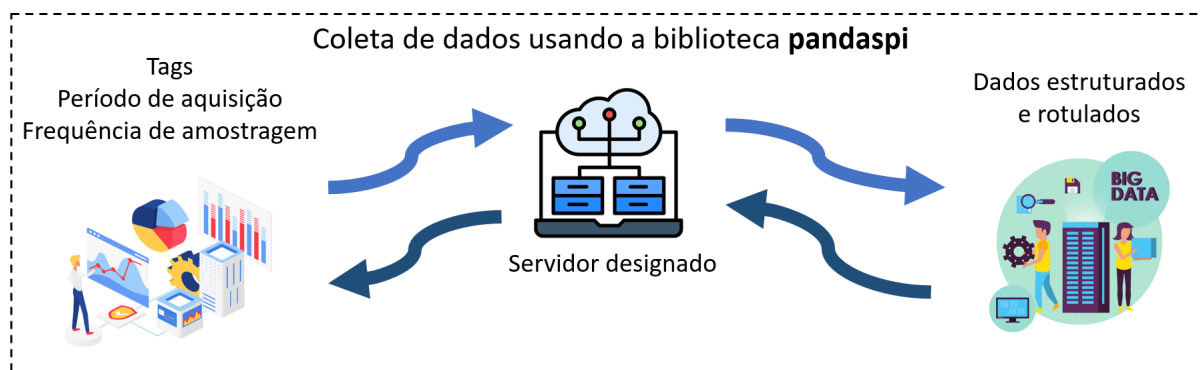 Coleta de dados usando a biblioteca pandaspi
Tags
Período de aquisição
Frequência de amostragem
Servidor designado
Dados estruturados
e rotulados
BIG
DATA